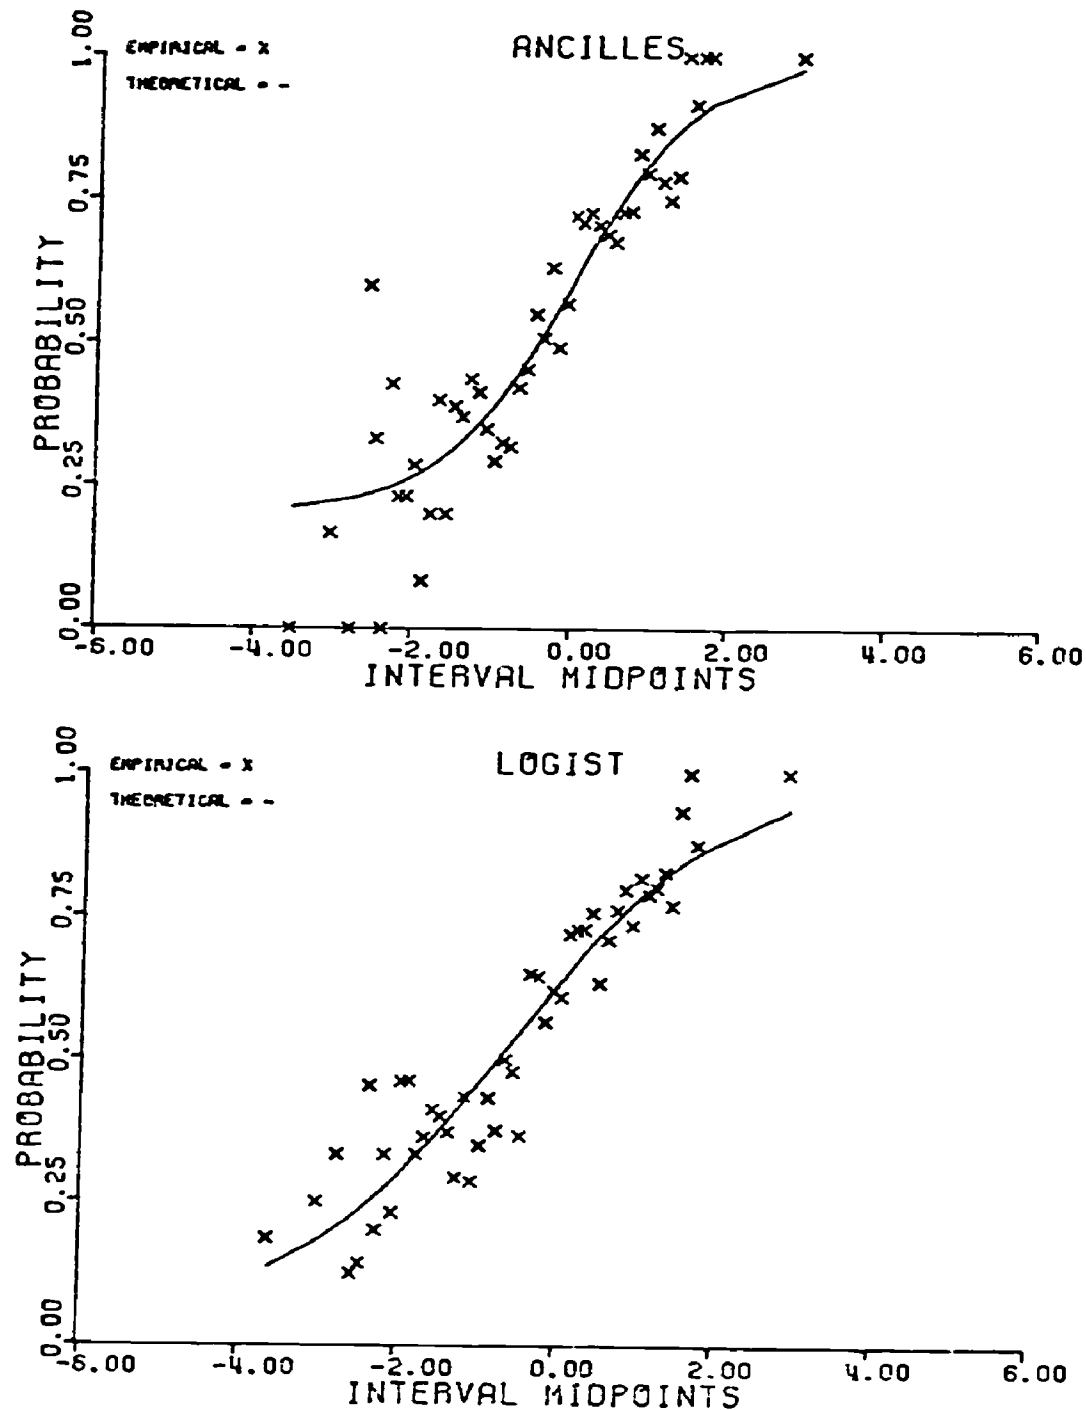 ANCILLES
EMPIRICAL = X
THEORETICAL = -
1.00
0.75
0.50
0.25
0.00
PROBABILITY
-6.00 -4.00 -2.00 0.00 2.00 4.00 6.00
INTERVAL MIDPOINTS
LOGIST
EMPIRICAL = X
THEORETICAL = -
1.00
0.75
0.50
0.25
0.00
PROBABILITY
-6.00 -4.00 -2.00 0.00 2.00 4.00 6.00
INTERVAL MIDPOINTS